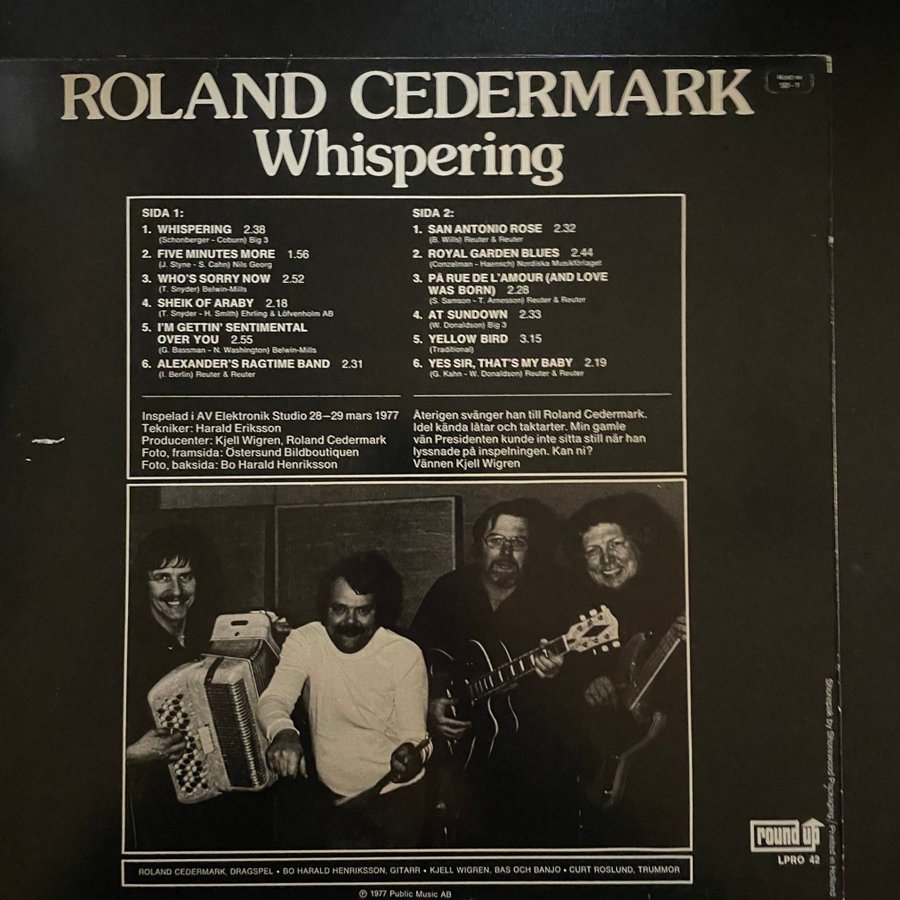 ROLAND CEDERMARK
Whispering
SIDA 1:
1. WHISPERING 2.38
(Schonberger - Coburn) Big 3
2. FIVE MINUTES MORE 1.56
(J. Styne - S. Cahn) Nils Georg
3. WHO'S SORRY NOW 2.52
(T. Snyder) Belwin-Mills
4. SHEIK OF ARABY 2.18
(T. Snyder - H. Smith) Ehrling & Löfvenholm AB
5. I'M GETTIN' SENTIMENTAL
OVER YOU 2.55
(G. Bassman - N. Washington) Belwin-Mills
6. ALEXANDER'S RAGTIME BAND 2.31
(I. Berlin) Reuter & Reuter
SIDA 2:
1. SAN ANTONIO ROSE 2.32
(B. Wills) Reuter & Reuter
2. ROYAL GARDEN BLUES 2.44
(Conzelman - Haensch) Nordiska Musikförlaget
3. PÅ RUE DE L'AMOUR (AND LOVE
WAS BORN) 2.28
(S. Samson - T. Arnesson) Reuter & Reuter
4. AT SUNDOWN 2.33
(W. Donaldson) Big 3
5. YELLOW BIRD 3.15
(Traditional)
6. YES SIR, THAT'S MY BABY 2.19
(G. Kahn - W. Donaldson) Reuter & Reuter
Inspelad i AV Elektronik Studio 28–29 mars 1977
Tekniker: Harald Eriksson
Producenter: Kjell Wigren, Roland Cedermark
Foto, framsida: Östersund Bildboutiquen
Foto, baksida: Bo Harald Henriksson
Återigen svänger han till Roland Cedermark.
Idel kända låtar och taktarter. Min gamle
vän Presidenten kunde inte sitta still när han
lyssnade på inspelningen. Kan ni?
Vännen Kjell Wigren
Shorepak by Shorewood Packaging / Printed in Holland
round up
LPRO 42
ROLAND CEDERMARK, DRAGSPEL • BO HARALD HENRIKSSON, GITARR • KJELL WIGREN, BAS OCH BANJO • CURT ROSLUND, TRUMMOR
℗ 1977 Public Music AB